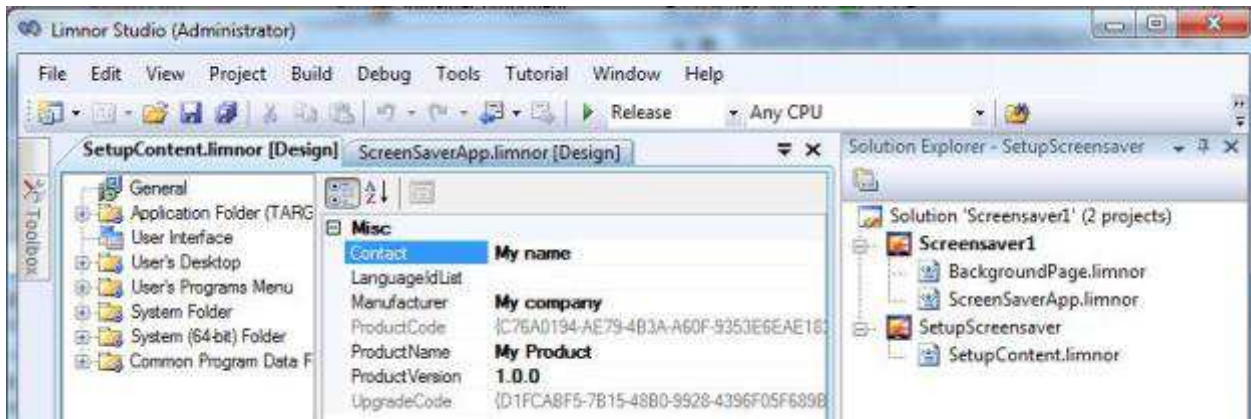 Limnor Studio (Administrator)
File Edit View Project Build Debug Tools Tutorial Window Help
Release Any CPU
SetupContent.limnor [Design] ScreenSaverApp.limnor [Design]
Toolbox
General
Application Folder (TARG
User Interface
User's Desktop
User's Programs Menu
System Folder
System (64-bit) Folder
Common Program Data F
Misc
Contact My name
LanguageIdList
Manufacturer My company
ProductCode {C76A0194-AE79-4B3A-A60F-9353E6EAE183
ProductName My Product
ProductVersion 1.0.0
UpgradeCode {D1FCABF5-7B15-48B0-9928-4396F05F689B
Solution Explorer - SetupScreensaver
Solution 'Screensaver1' (2 projects)
Screensaver1
BackgroundPage.limnor
ScreenSaverApp.limnor
SetupScreensaver
SetupContent.limnor